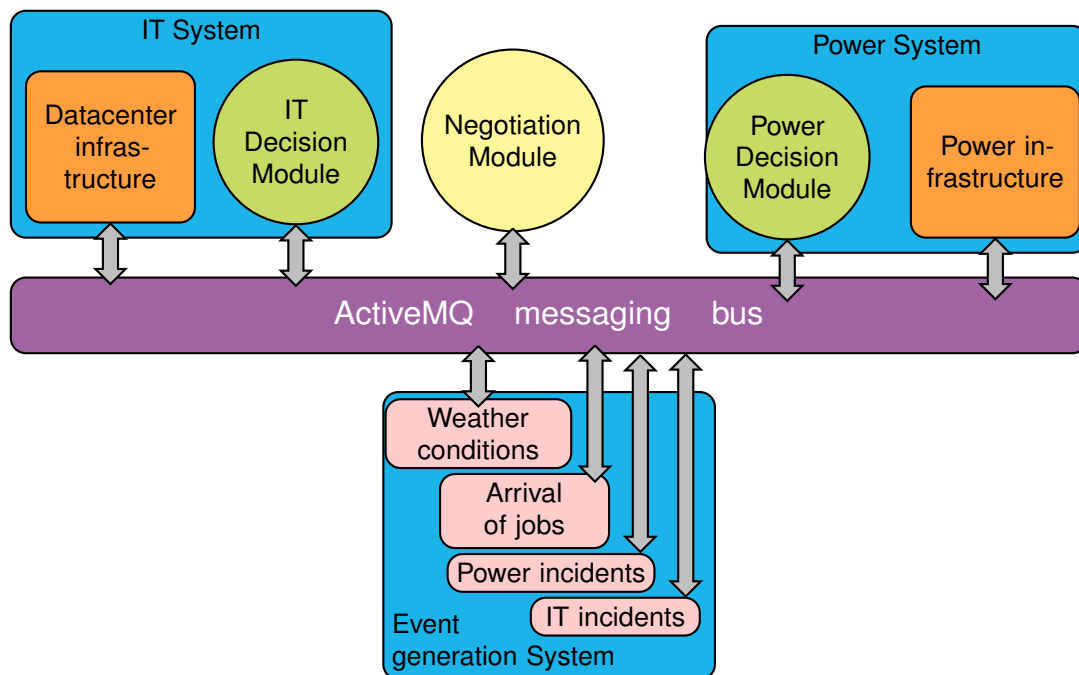 IT System
Datacenter
infras-
tructure
IT
Decision
Module
Negotiation
Module
Power System
Power
Decision
Module
Power in-
frastructure
ActiveMQ messaging bus
Weather
conditions
Arrival
of jobs
Power incidents
IT incidents
Event
generation System